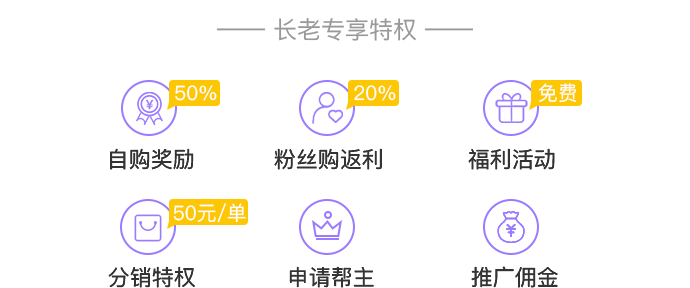 长老专享特权
50%
20%
免费
自购奖励
粉丝购返利
福利活动
50元/单
分销特权
申请帮主
推广佣金